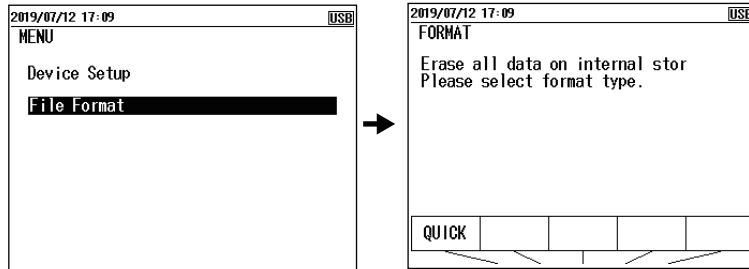 2019/07/12 17:09 USB
MENU
Device Setup
File Format
2019/07/12 17:09 USB
FORMAT
Erase all data on internal stor
Please select format type.
QUICK